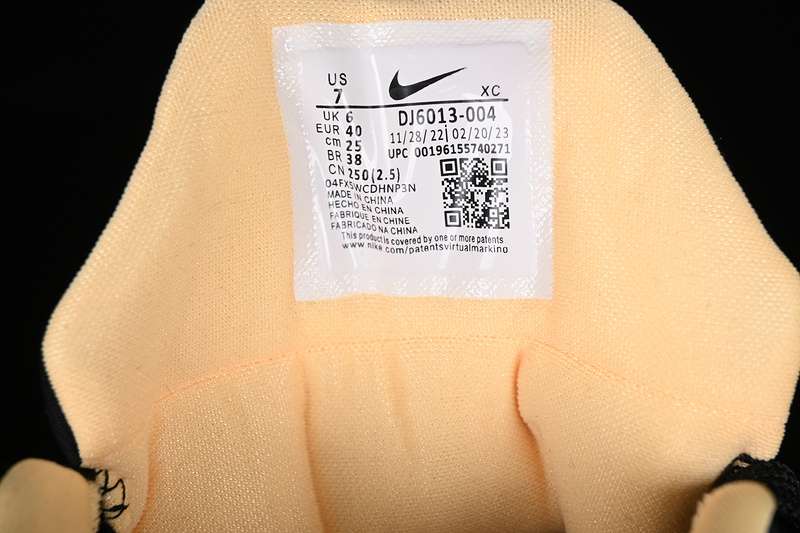 US
7
XC
UK 6
EUR 40
cm 25
BR 38
CN 250(2.5)
DJ6013-004
11/28/22| 02/20/23
UPC 00196155740271
04FXSWCDHNP3N
MADE IN CHINA
HECHO EN CHINA
FABRIQUE EN CHINE
FABRICADO NA CHINA
This product is covered by one or more patents
www.nike.com/patentsvirtualmarking